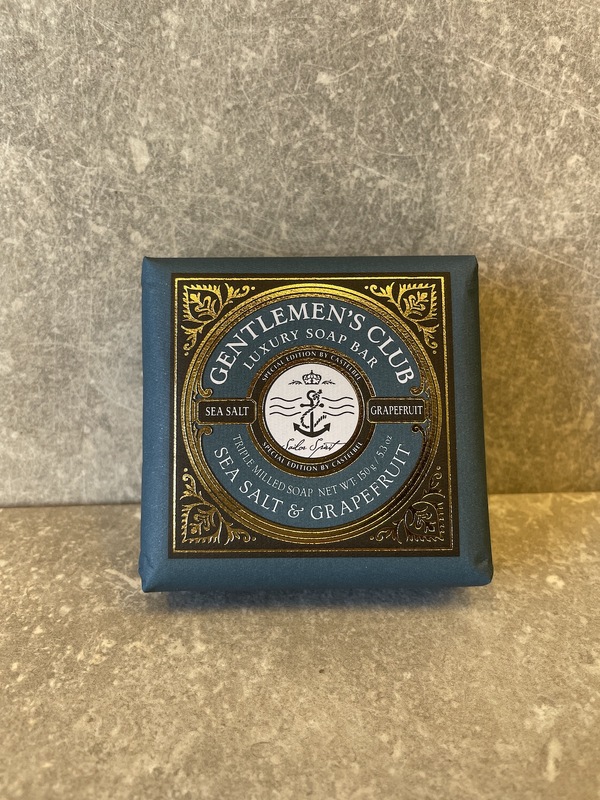 GENTLEMEN'S CLUB
LUXURY SOAP BAR
SPECIAL EDITION BY CASTELBEL
SEA SALT
GRAPEFRUIT
Sailor Spirit
SPECIAL EDITION BY CASTELBEL
TRIPLE MILLED SOAP NET WT. 150 g / 5.3 oz
SEA SALT & GRAPEFRUIT